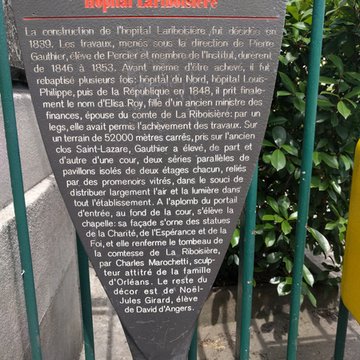 Hôpital Lariboisière
La construction de l'hôpital Lariboisière, fut décidée en
1839. Les travaux, menés sous la direction de Pierre
Gauthier, élève de Percier et membre de l'Institut, durèrent
de 1846 à 1853. Avant même d'être achevé, il fut
rebaptisé plusieurs fois: hôpital du Nord, hôpital Louis-
Philippe, puis de la République en 1848, il prit finale-
ment le nom d'Elisa Roy, fille d'un ancien ministre des
finances, épouse du comte de La Riboisière: par un
legs, elle avait permis l'achèvement des travaux. Sur
un terrain de 52000 mètres carrés, pris sur l'ancien
clos Saint-Lazare, Gauthier a élevé, de part et
d'autre d'une cour, deux séries parallèles de
pavillons isolés de deux étages chacun, reliés
par des promenoirs vitrés, dans le souci de
distribuer largement l'air et la lumière dans
tout l'établissement. A l'aplomb du portail
d'entrée, au fond de la cour, s'élève la
chapelle: sa façade s'orne des statues
de la Charité, de l'Espérance et de la
Foi, et elle renferme le tombeau de
la comtesse de La Riboisière,
par Charles Marochetti, sculp-
teur attitré de la famille
d'Orléans. Le reste du
décor est de Noël-
Jules Girard, élève
de David d'Angers.